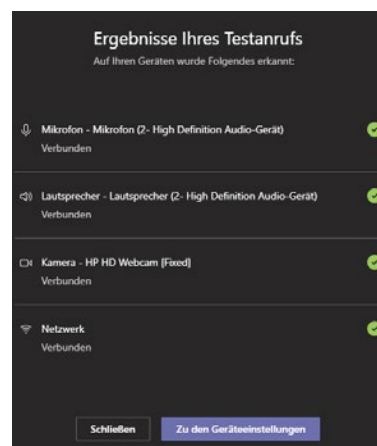 Ergebnisse Ihres Testanrufs
Auf Ihren Geräten wurde Folgendes erkannt:
Mikrofon - Mikrofon (2- High Definition Audio-Gerät)
Verbunden
Lautsprecher - Lautsprecher (2- High Definition Audio-Gerät)
Verbunden
Kamera - HP HD Webcam [Fixed]
Verbunden
Netzwerk
Verbunden
Schließen Zu den Geräteeinstellungen